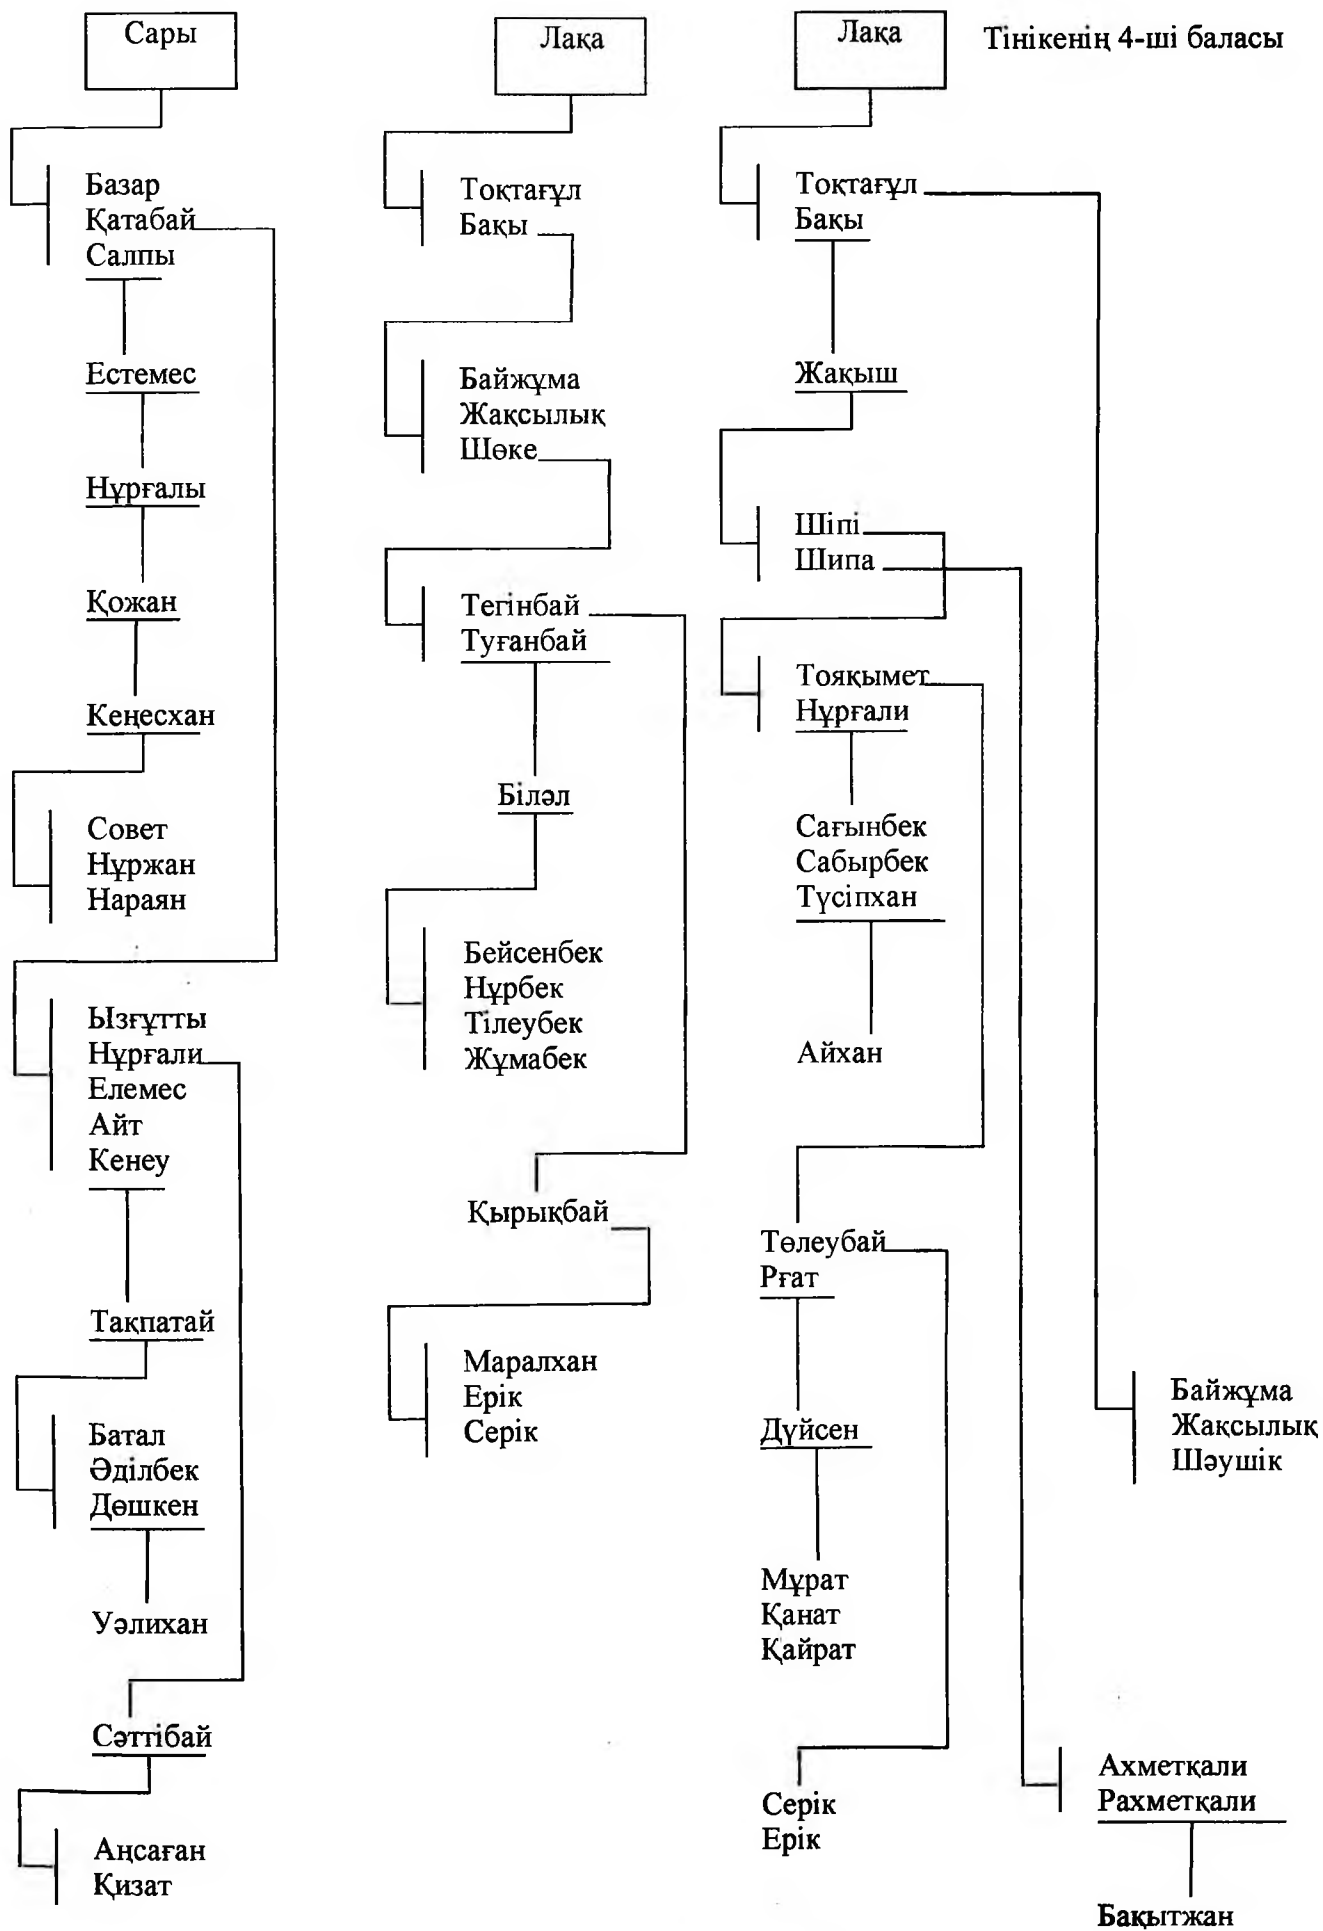 Сары
Базар
Қатабай
Салпы
Естемес
Нұрғалы
Қожан
Кеңесхан
Совет
Нұржан
Нараян
Ызғұтты
Нұрғали
Елемес
Айт
Кенеу
Тақпатай
Батал
Әділбек
Дөшкен
Уәлихан
Сәттібай
Аңсаған
Қизат
Лақа
Тоқтағұл
Бақы
Байжұма
Жақсылық
Шөке
Тегінбай
Туғанбай
Біләл
Бейсенбек
Нұрбек
Тілеубек
Жұмабек
Қырықбай
Маралхан
Ерік
Серік
Лақа
Тінікенің 4-ші баласы
Тоқтағұл
Бақы
Жақыш
Шіпі
Шипа
Тояқымет
Нұрғали
Сағынбек
Сабырбек
Түсіпхан
Айхан
Төлеубай
Рғат
Дүйсен
Мұрат
Қанат
Қайрат
Серік
Ерік
Байжұма
Жақсылық
Шәушік
Ахметқали
Рахметқали
Бақытжан